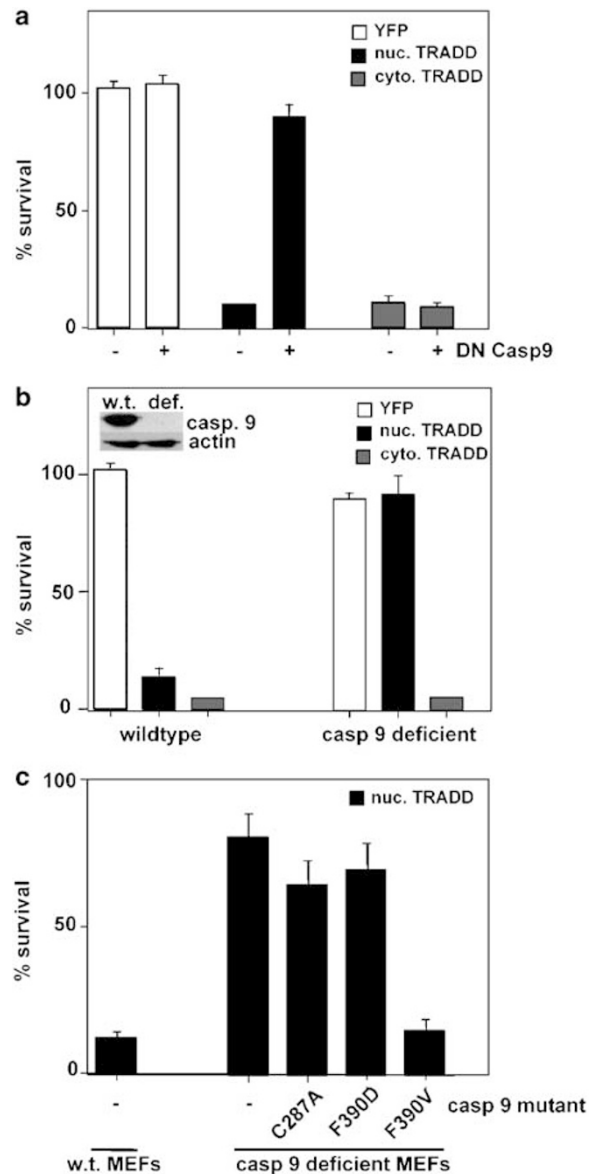 a
YFP
nuc. TRADD
cyto. TRADD
100
50
0
% survival
- + - + - + DN Casp9
b
w.t. def.
casp. 9
actin
YFP
nuc. TRADD
cyto. TRADD
100
50
0
% survival
wildtype casp 9 deficient
c
100
nuc. TRADD
50
0
% survival
- - C287A F390D F390V casp 9 mutant
w.t. MEFs casp 9 deficient MEFs